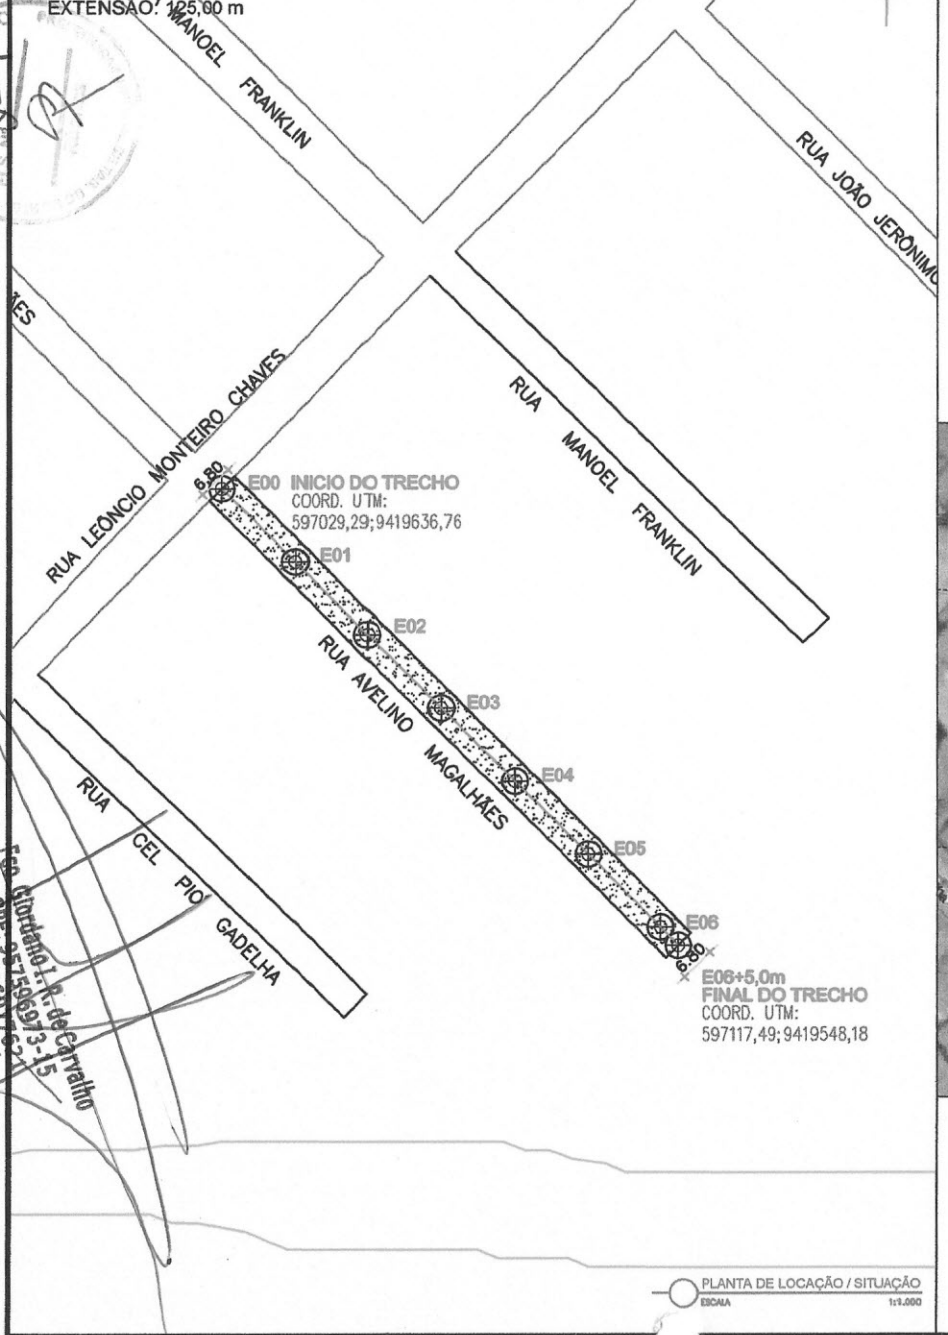 EXTENSÃO: 125,00 m
MANOEL FRANKLIN
RUA JOÃO JERÔNIMO
RUA LEÔNCIO MONTEIRO CHAVES
RUA MANOEL FRANKLIN
6,80
E00 INICIO DO TRECHO
COORD. UTM:
597029,29;9419636,76
E01
E02
RUA AVELINO MAGALHÃES
E03
E04
E05
E06
6,80
E06+5,0m
FINAL DO TRECHO
COORD. UTM:
597117,49;9419548,18
RUA CEL PIO GADELHA
I. R. de Carvalho
PLANTA DE LOCAÇÃO / SITUAÇÃO
ESCALA 1:1.000